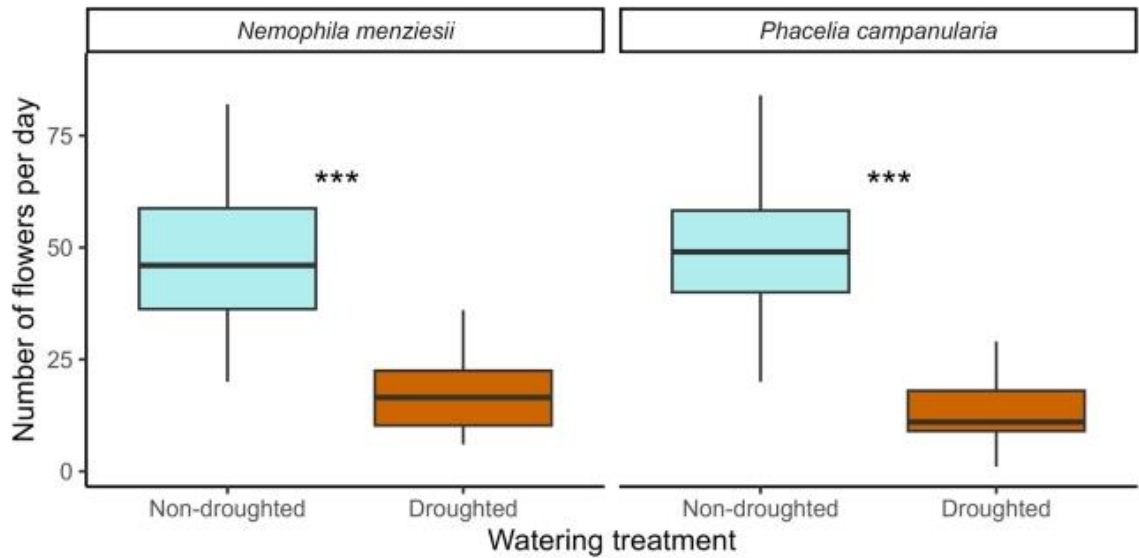 Nemophila menziesii
Phacelia campanularia
Number of flowers per day
75
50
25
0
***
***
Non-droughted
Droughted
Non-droughted
Droughted
Watering treatment